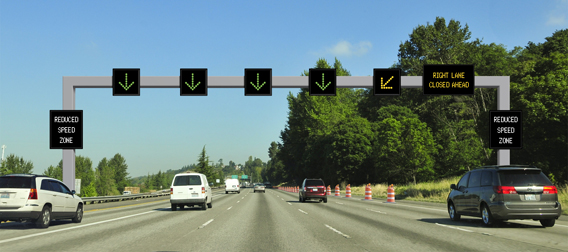 RIGHT LANE
CLOSED AHEAD
REDUCED
SPEED
ZONE
REDUCED
SPEED
ZONE